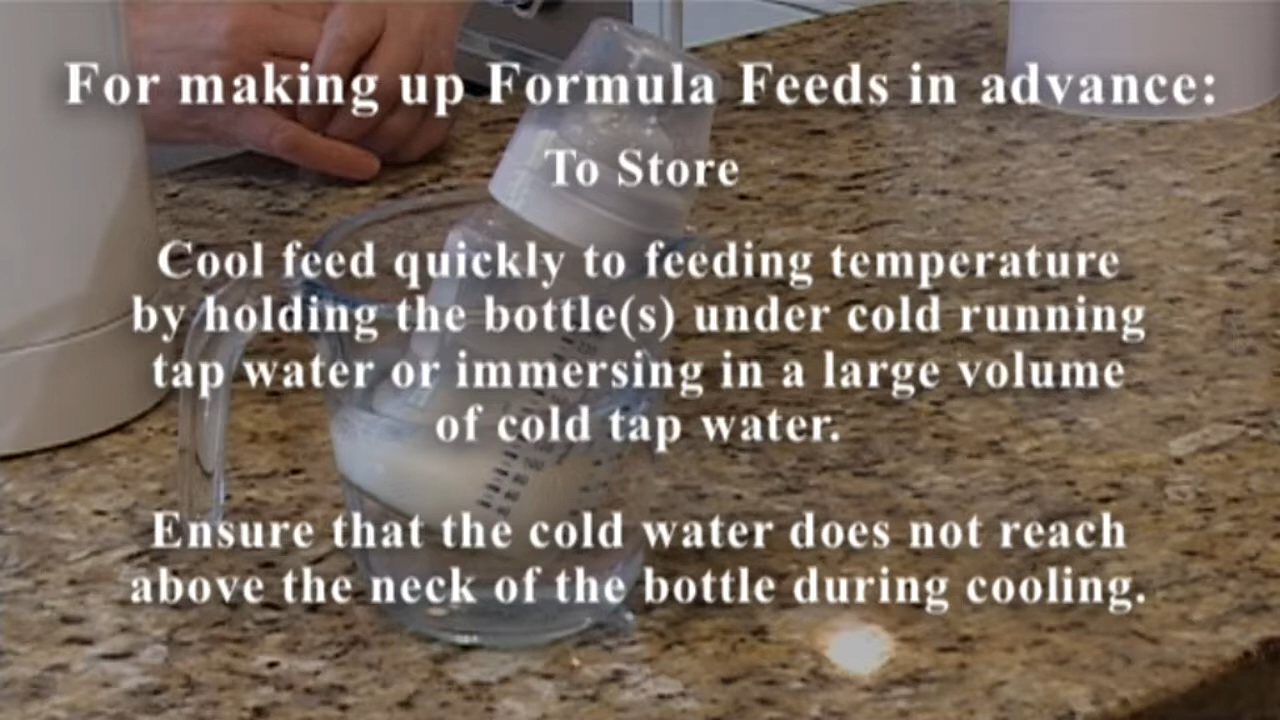 For making up Formula Feeds in advance:
To Store
Cool feed quickly to feeding temperature
by holding the bottle(s) under cold running
tap water or immersing in a large volume
of cold tap water.
Ensure that the cold water does not reach
above the neck of the bottle during cooling.